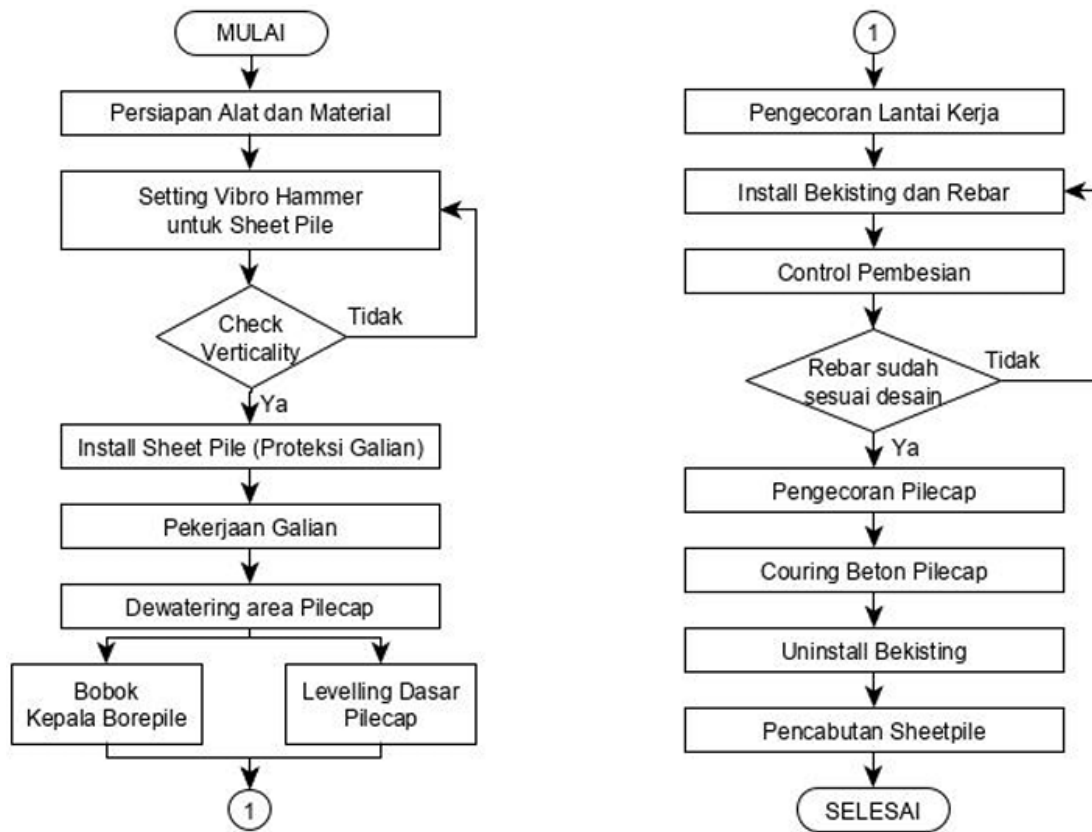 MULAI
Persiapan Alat dan Material
Setting Vibro Hammer
untuk Sheet Pile
Check
Verticality
Tidak
Ya
Install Sheet Pile (Proteksi Galian)
Pekerjaan Galian
Dewatering area Pilecap
Bobok
Kepala Borepile
Levelling Dasar
Pilecap
1
1
Pengecoran Lantai Kerja
Install Bekisting dan Rebar
Control Pembesian
Rebar sudah
sesuai desain
Tidak
Ya
Pengecoran Pilecap
Couring Beton Pilecap
Uninstall Bekisting
Pencabutan Sheetpile
SELESAI